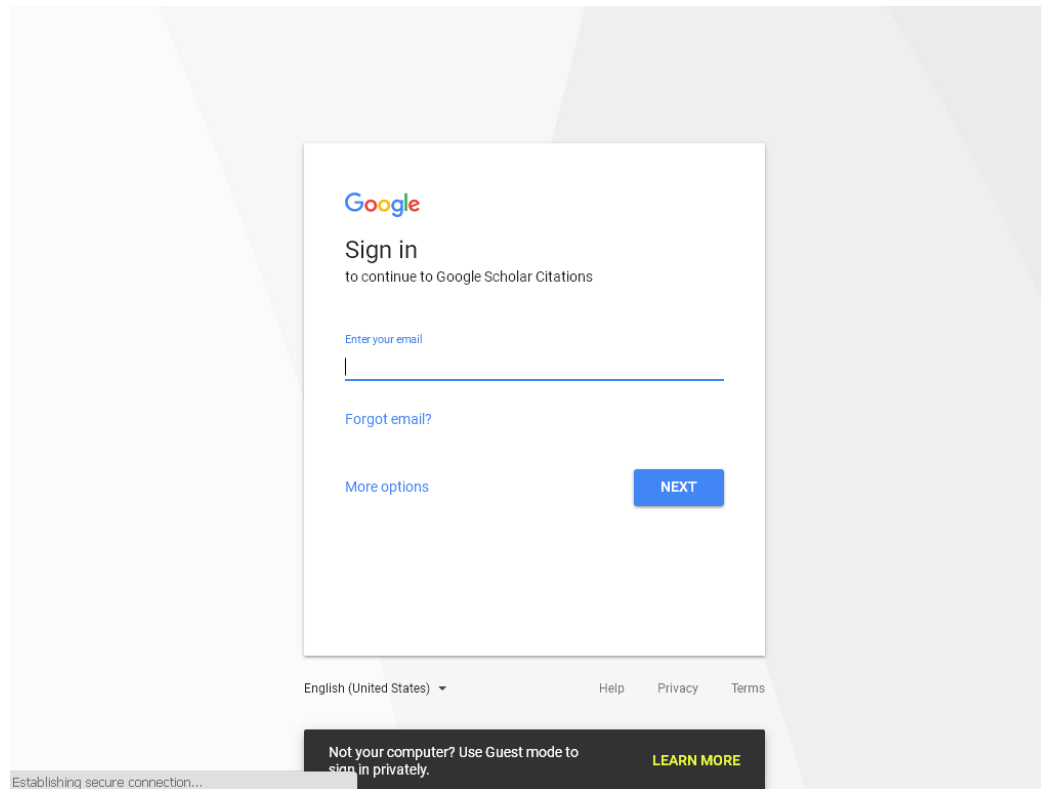 Google
Sign in
to continue to Google Scholar Citations
Enter your email
Forgot email?
More options
NEXT
English (United States)
Help Privacy Terms
Not your computer? Use Guest mode to
sign in privately.
LEARN MORE
Establishing secure connection...